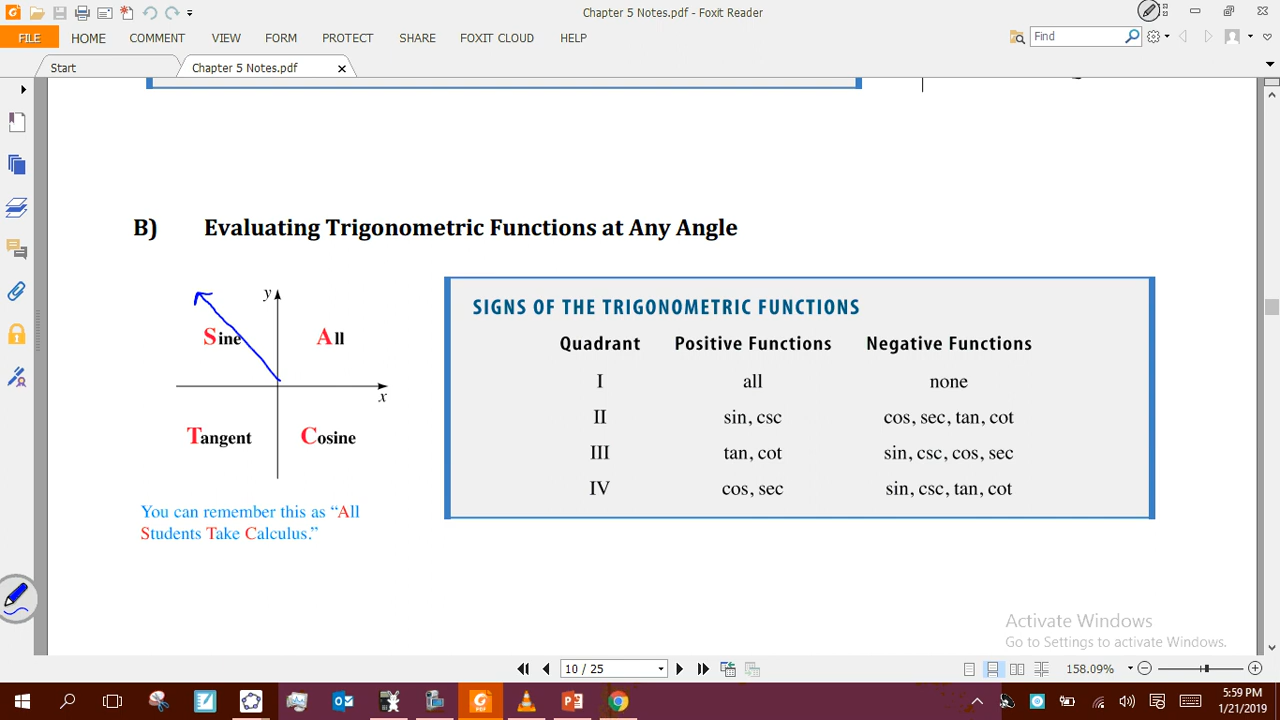 Chapter 5 Notes.pdf - Foxit Reader
FILE HOME COMMENT VIEW FORM PROTECT SHARE FOXIT CLOUD HELP
Find
Start
Chapter 5 Notes.pdf
B) Evaluating Trigonometric Functions at Any Angle
y
Sine All
x
Tangent Cosine
You can remember this as “All
Students Take Calculus.”
SIGNS OF THE TRIGONOMETRIC FUNCTIONS
Quadrant Positive Functions Negative Functions
I all none
II sin, csc cos, sec, tan, cot
III tan, cot sin, csc, cos, sec
IV cos, sec sin, csc, tan, cot
Activate Windows
Go to Settings to activate Windows.
10 / 25
158.09%
5:59 PM
1/21/2019